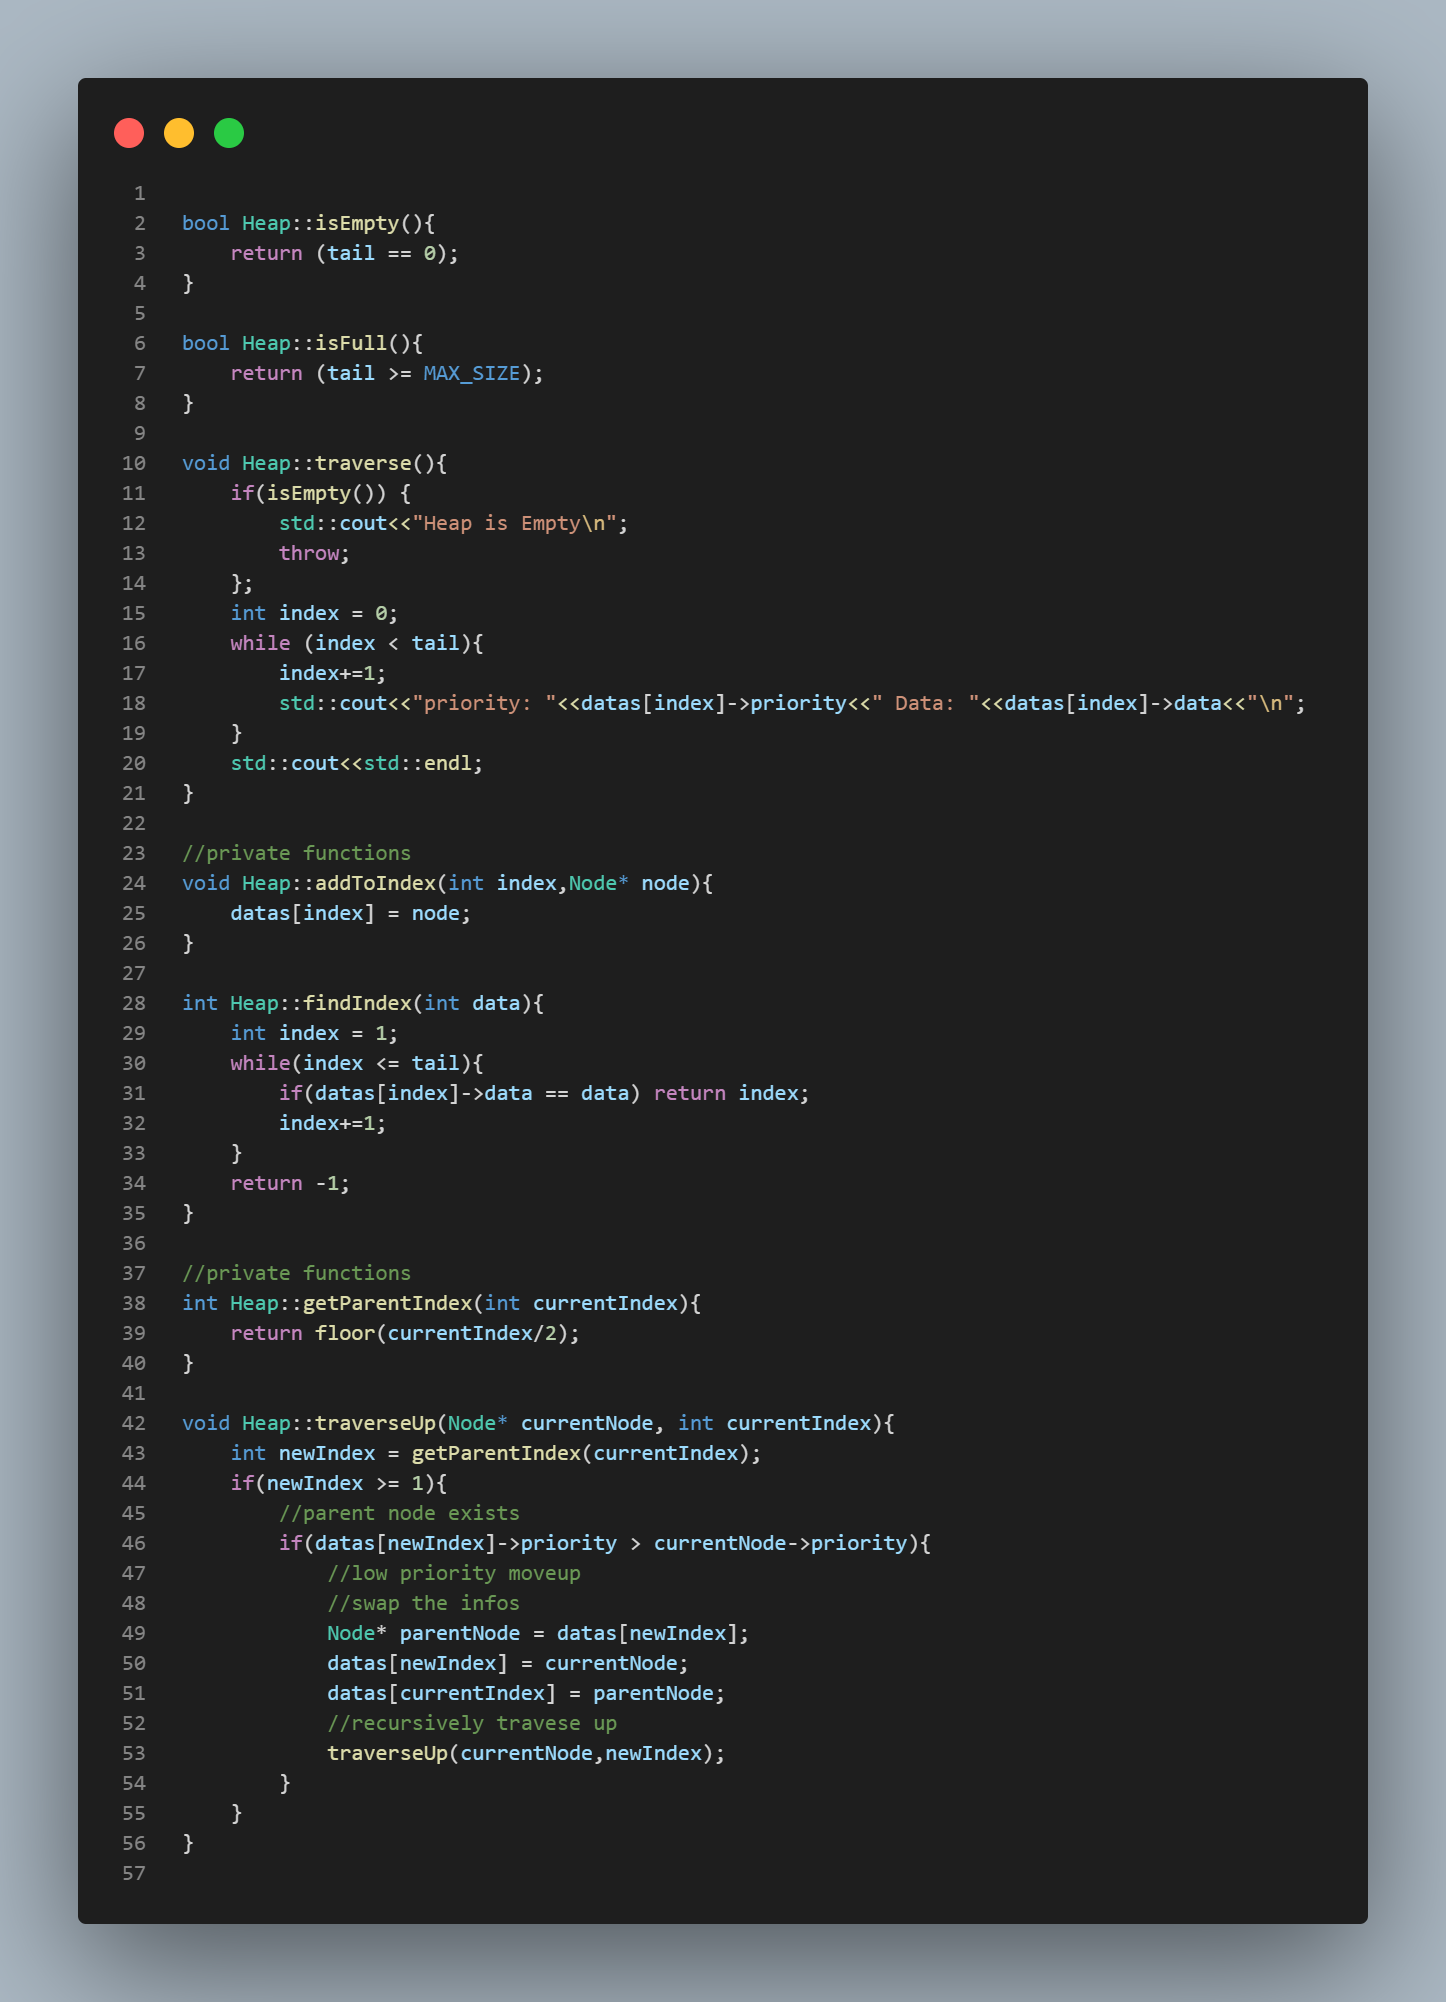 1
2 bool Heap::isEmpty(){
3     return (tail == 0);
4 }
5
6 bool Heap::isFull(){
7     return (tail >= MAX_SIZE);
8 }
9
10 void Heap::traverse(){
11     if(isEmpty()) {
12         std::cout<<"Heap is Empty\n";
13         throw;
14     };
15     int index = 0;
16     while (index < tail){
17         index+=1;
18         std::cout<<"priority: "<<datas[index]->priority<<" Data: "<<datas[index]->data<<"\n";
19     }
20     std::cout<<std::endl;
21 }
22
23 //private functions
24 void Heap::addToIndex(int index,Node* node){
25     datas[index] = node;
26 }
27
28 int Heap::findIndex(int data){
29     int index = 1;
30     while(index <= tail){
31         if(datas[index]->data == data) return index;
32         index+=1;
33     }
34     return -1;
35 }
36
37 //private functions
38 int Heap::getParentIndex(int currentIndex){
39     return floor(currentIndex/2);
40 }
41
42 void Heap::traverseUp(Node* currentNode, int currentIndex){
43     int newIndex = getParentIndex(currentIndex);
44     if(newIndex >= 1){
45         //parent node exists
46         if(datas[newIndex]->priority > currentNode->priority){
47             //low priority moveup
48             //swap the infos
49             Node* parentNode = datas[newIndex];
50             datas[newIndex] = currentNode;
51             datas[currentIndex] = parentNode;
52             //recursively travese up
53             traverseUp(currentNode,newIndex);
54         }
55     }
56 }
57